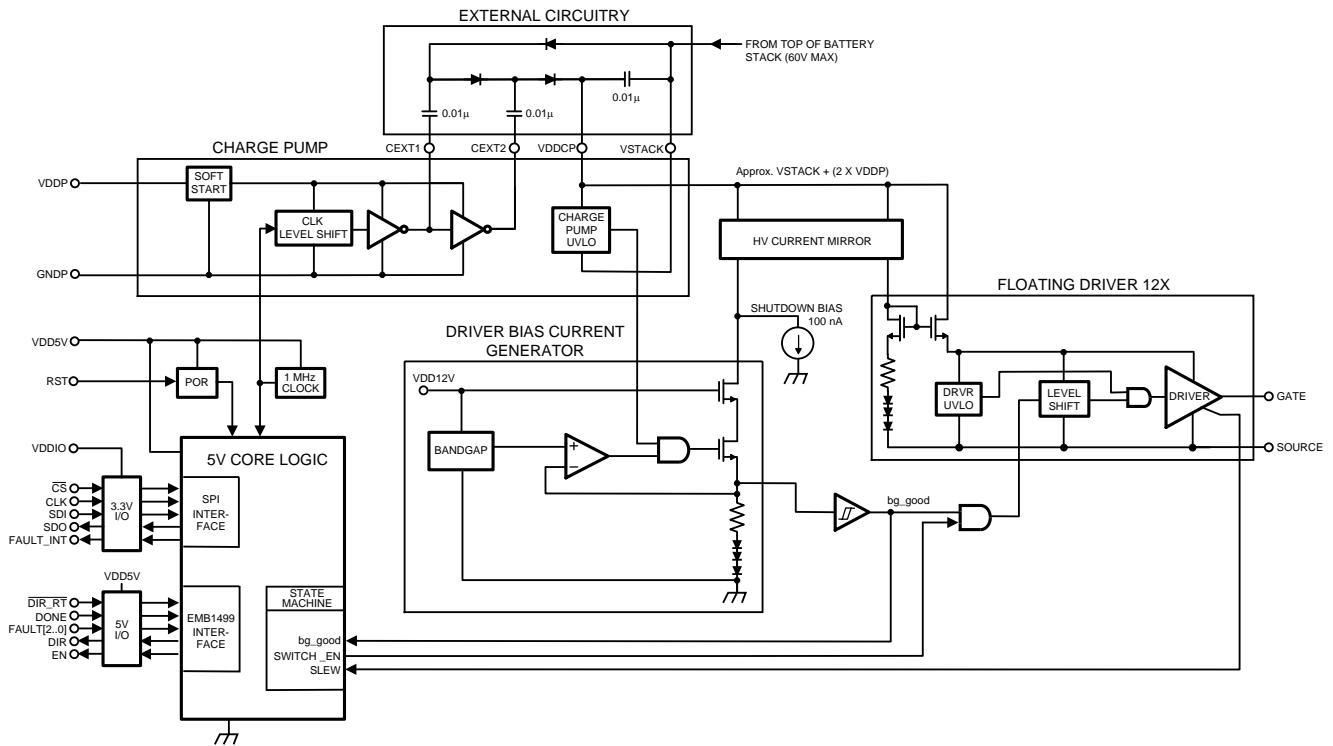 EXTERNAL CIRCUITRY
FROM TOP OF BATTERY
STACK (60V MAX)
0.01µ
0.01µ
0.01µ
CHARGE PUMP
CEXT1
CEXT2
VDDCP
VSTACK
VDDP
SOFT
START
CLK
LEVEL SHIFT
CHARGE
PUMP
UVLO
GNDP
Approx. VSTACK + (2 X VDDP)
HV CURRENT MIRROR
FLOATING DRIVER 12X
SHUTDOWN BIAS
100 nA
DRIVER BIAS CURRENT
GENERATOR
VDD5V
RST
POR
1 MHz
CLOCK
VDD12V
BANDGAP
+
−
DRVR
UVLO
LEVEL
SHIFT
DRIVER
GATE
SOURCE
VDDIO
5V CORE LOGIC
CS
CLK
SDI
SDO
FAULT_INT
3.3V
I/O
SPI
INTER-
FACE
bg_good
VDD5V
DIR_RT
DONE
FAULT[2..0]
DIR
EN
5V
I/O
EMB1499
INTER-
FACE
STATE
MACHINE
bg_good
SWITCH _EN
SLEW